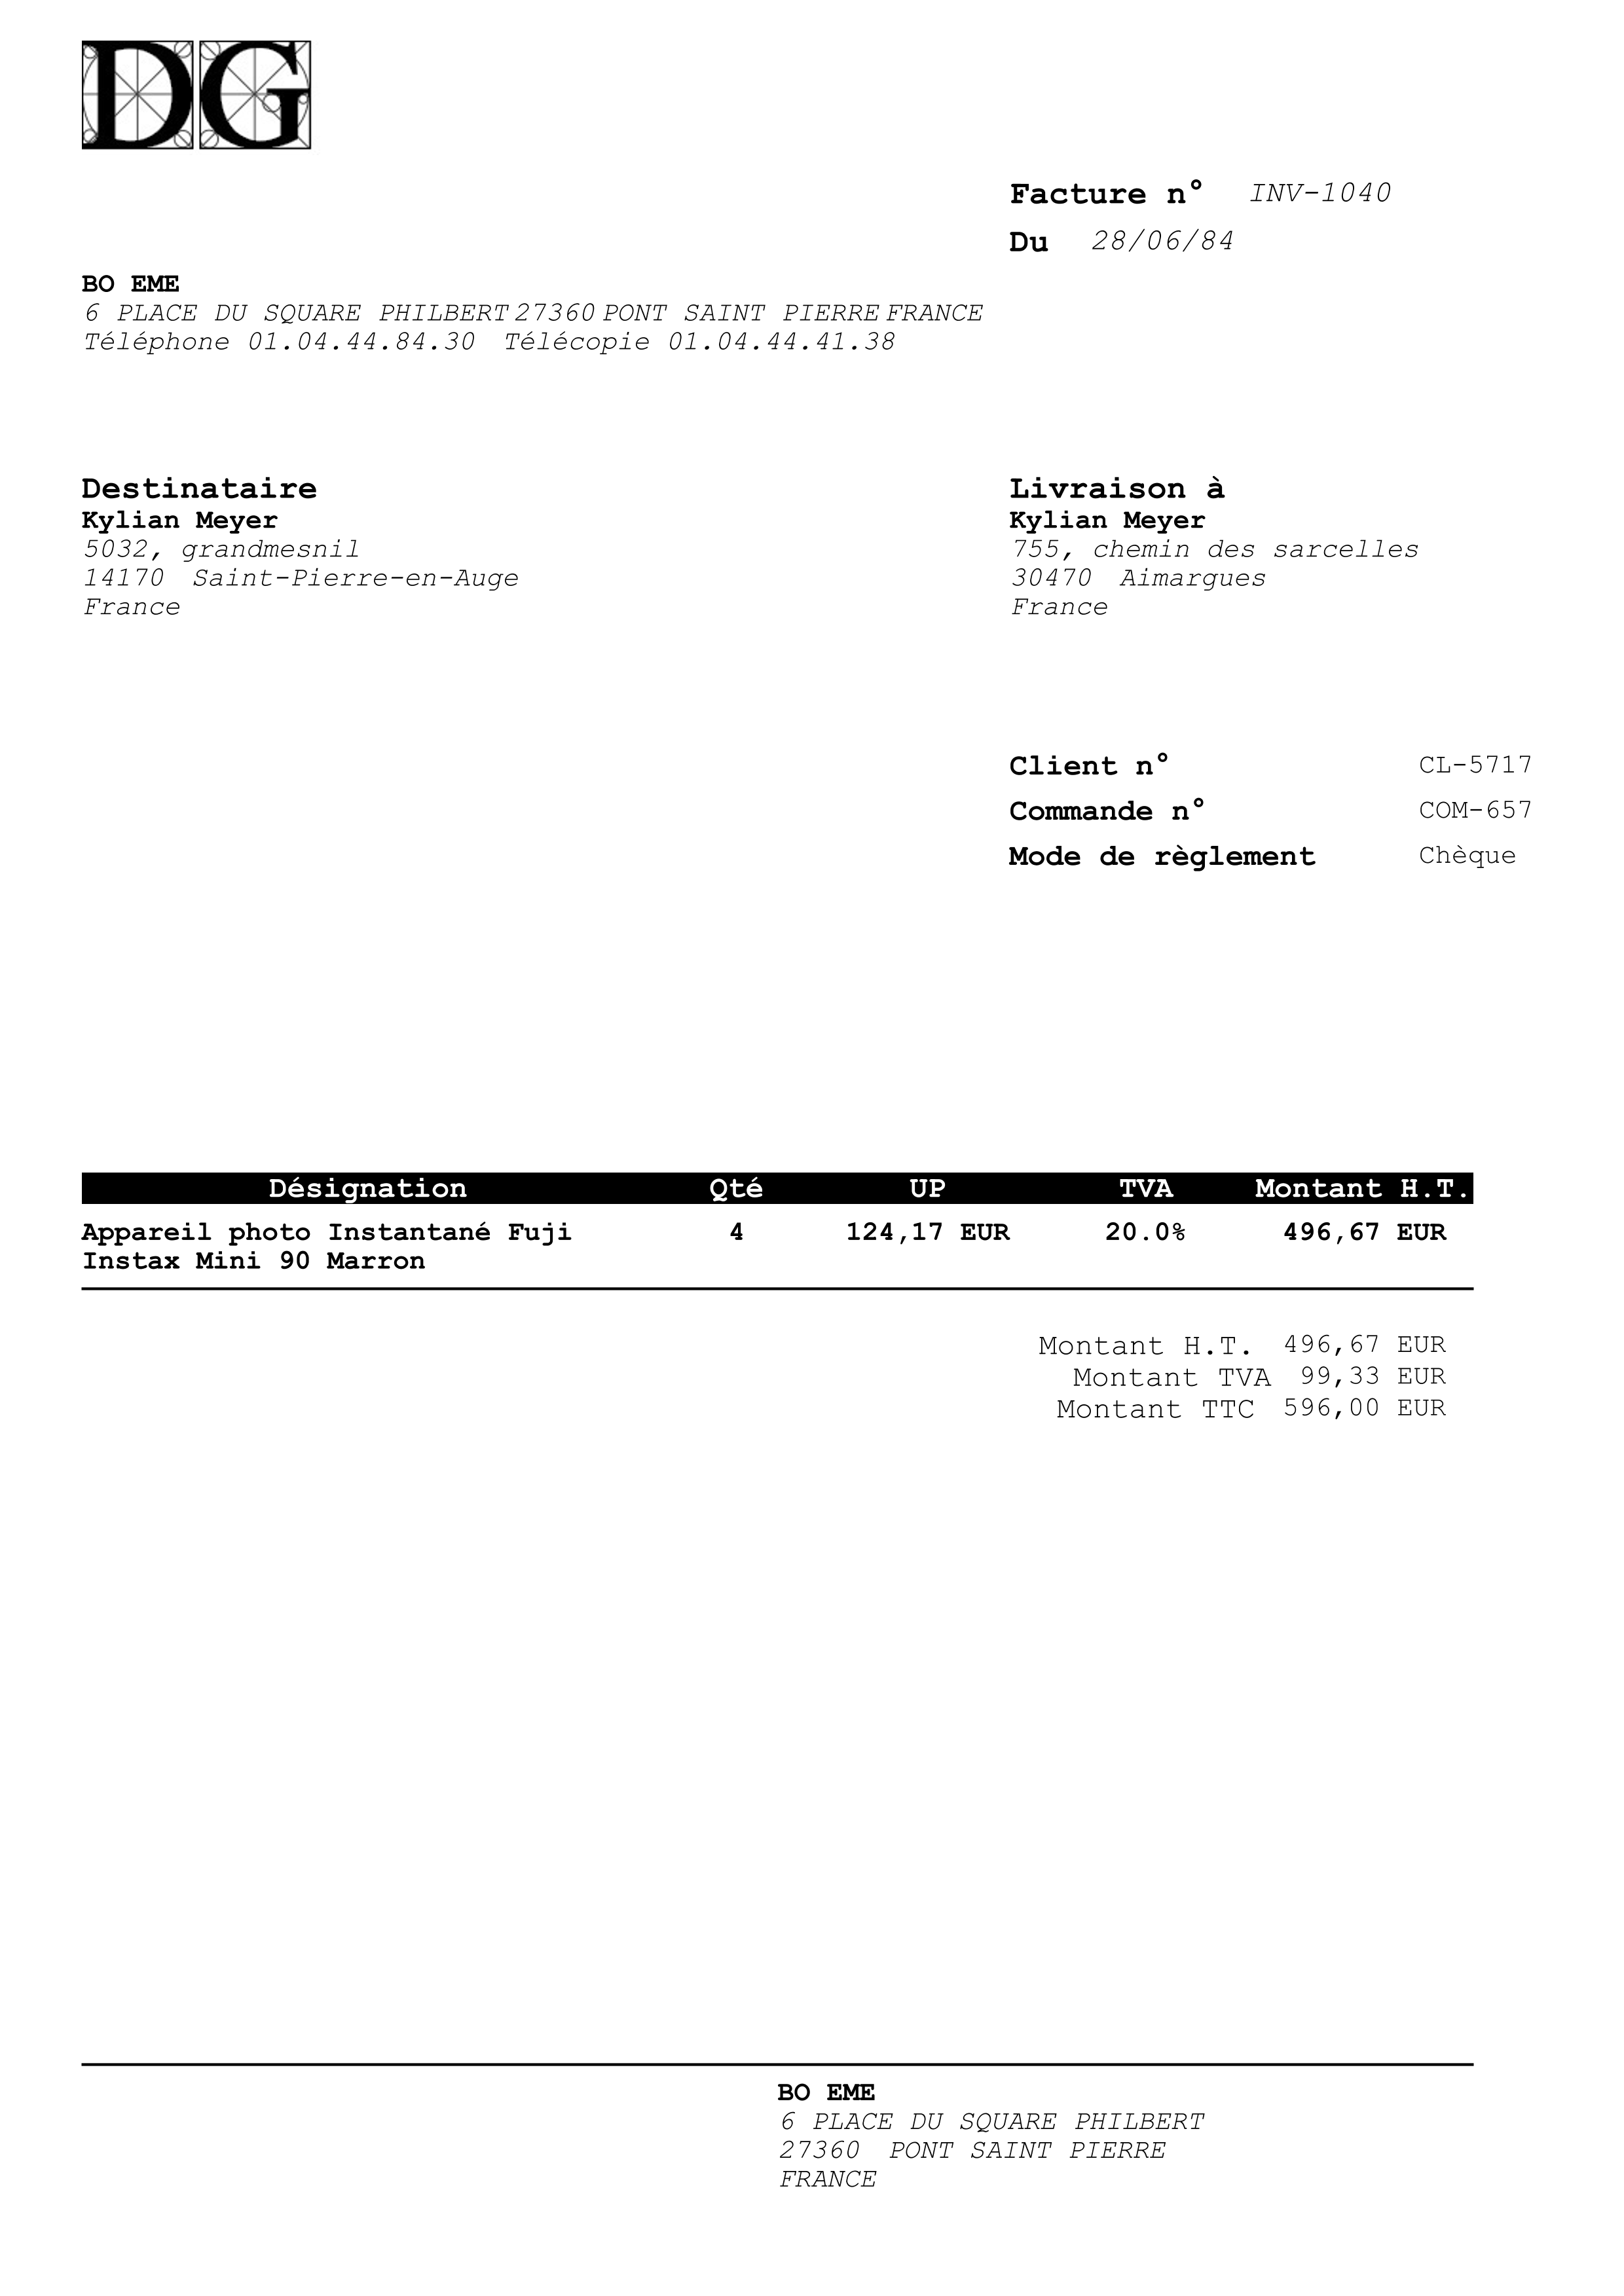 DG
Facture n° INV-1040
Du 28/06/84
BO EME
6 PLACE DU SQUARE PHILBERT 27360 PONT SAINT PIERRE FRANCE
Téléphone 01.04.44.84.30 Télécopie 01.04.44.41.38
Destinataire
Kylian Meyer
5032, grandmesnil
14170 Saint-Pierre-en-Auge
France
Livraison à
Kylian Meyer
755, chemin des sarcelles
30470 Aimargues
France
Client n° CL-5717
Commande n° COM-657
Mode de règlement Chèque
Désignation Qté UP TVA Montant H.T.
Appareil photo Instantané Fuji 4 124,17 EUR 20.0% 496,67 EUR
Instax Mini 90 Marron
Montant H.T. 496,67 EUR
Montant TVA 99,33 EUR
Montant TTC 596,00 EUR
BO EME
6 PLACE DU SQUARE PHILBERT
27360 PONT SAINT PIERRE
FRANCE